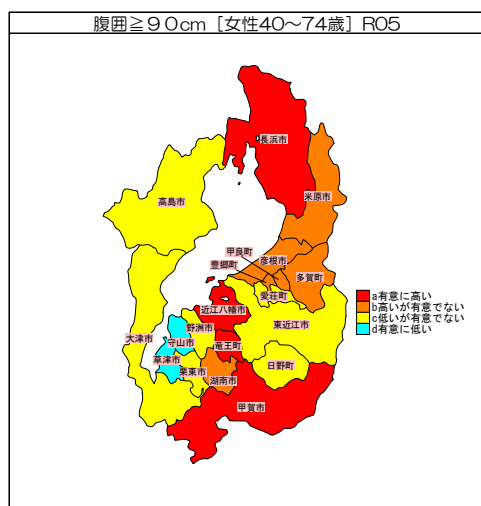 腹囲≧90cm [女性40～74歳] R05
長浜市
高島市
米原市
甲良町
彦根市
豊郷町
多賀町
愛荘町
近江八幡市
東近江市
野洲市
大津市
守山市
竜王町
草津市
日野町
栗東市
湖南市
甲賀市
a有意に高い
b高いが有意でない
c低いが有意でない
d有意に低い